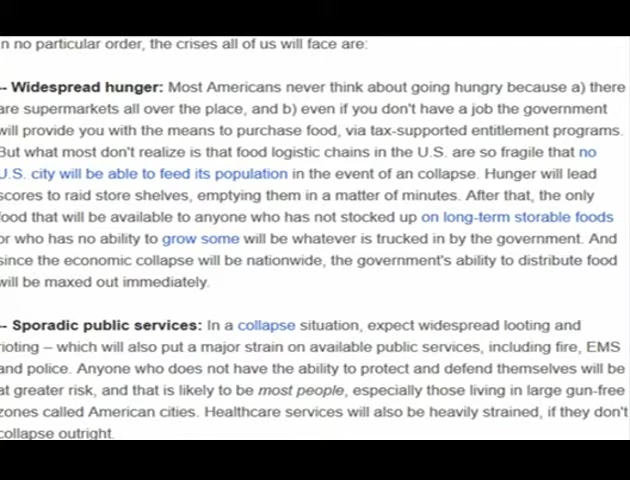 in no particular order, the crises all of us will face are:
-- Widespread hunger: Most Americans never think about going hungry because a) there
are supermarkets all over the place, and b) even if you don't have a job the government
will provide you with the means to purchase food, via tax-supported entitlement programs.
But what most don't realize is that food logistic chains in the U.S. are so fragile that no
U.S. city will be able to feed its population in the event of an collapse. Hunger will lead
scores to raid store shelves, emptying them in a matter of minutes. After that, the only
food that will be available to anyone who has not stocked up on long-term storable foods
or who has no ability to grow some will be whatever is trucked in by the government. And
since the economic collapse will be nationwide, the government's ability to distribute food
will be maxed out immediately.
-- Sporadic public services: In a collapse situation, expect widespread looting and
rioting – which will also put a major strain on available public services, including fire, EMS
and police. Anyone who does not have the ability to protect and defend themselves will be
at greater risk, and that is likely to be most people, especially those living in large gun-free
zones called American cities. Healthcare services will also be heavily strained, if they don't
collapse outright.